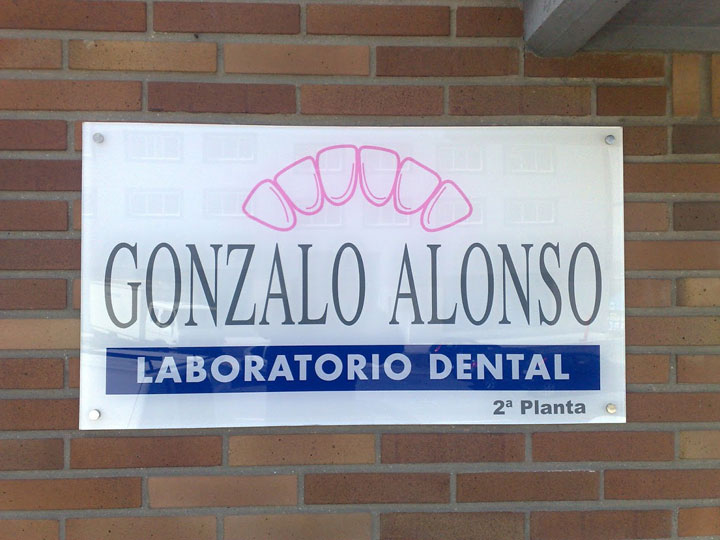 GONZALO ALONSO
LABORATORIO DENTAL
2ª Planta